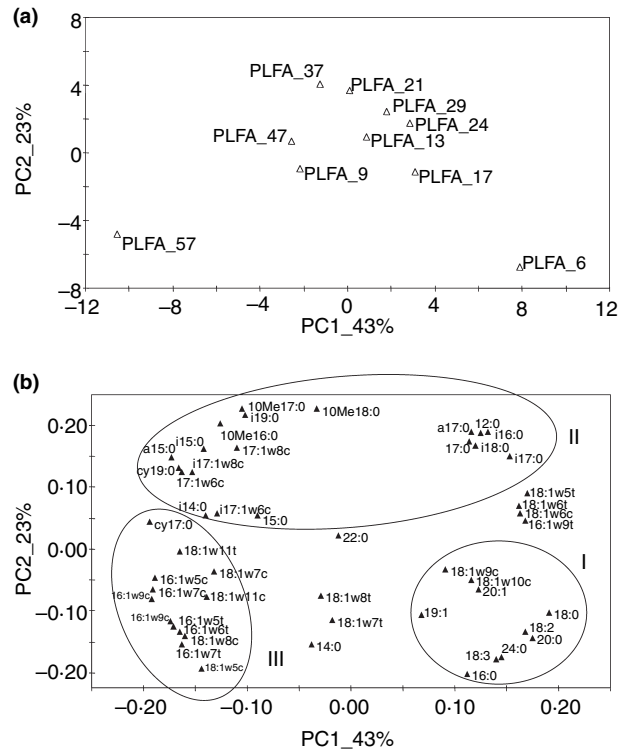 (a)
8
4
0
−4
−8
PC2_23%
PLFA_37
PLFA_21
PLFA_29
PLFA_24
PLFA_47
PLFA_13
PLFA_9
PLFA_17
PLFA_57
PLFA_6
−12 −8 −4 0 4 8 12
PC1_43%
(b)
0.20
0.10
0.00
−0.10
−0.20
PC2_23%
10Me17:0
10Me18:0
i19:0
10Me16:0
17:1w8c
a15:0
i15:0
cy19:0
i17:1w8c
17:1w6c
i14:0
i17:1w6c
15:0
a17:0
12:0
i16:0
17:0
i18:0
i17:0
II
18:1w5t
18:1w6t
18:1w6c
16:1w9t
22:0
cy17:0
18:1w11t
16:1w5c
18:1w7c
16:1w7c
16:1w9c
18:1w11c
16:1w9c
16:1w5t
16:1w6t
18:1w8c
16:1w7t
18:1w5c
III
18:1w8t
18:1w7t
14:0
I
18:1w9c
18:1w10c
20:1
19:1
18:0
18:2
20:0
24:0
18:3
16:0
−0.20 −0.10 0.00 0.10 0.20
PC1_43%